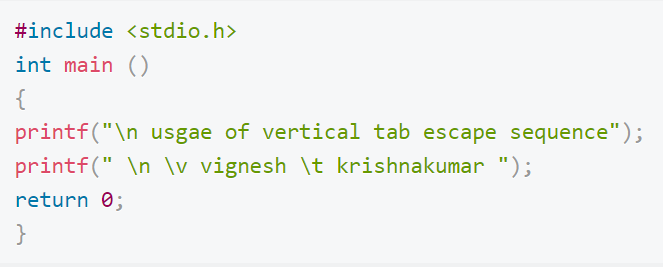 #include <stdio.h>
int main ()
{
printf("\n usgae of vertical tab escape sequence");
printf(" \n \v vignesh \t krishnakumar ");
return 0;
}